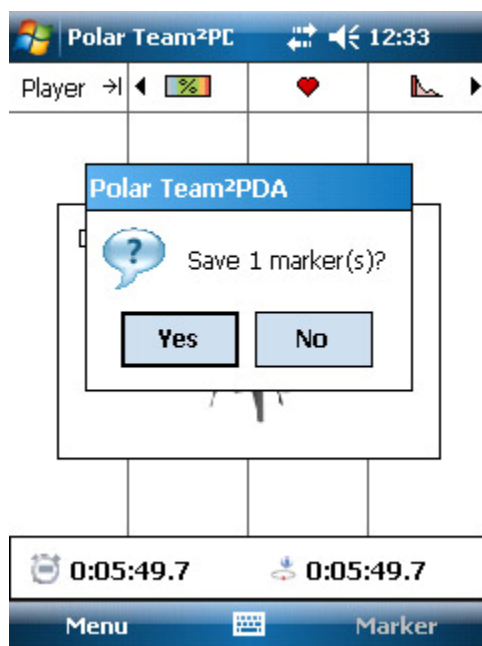 Polar Team²PD 12:33
Player %
Polar Team²PDA
D
? Save 1 marker(s)?
Yes No
0:05:49.7 0:05:49.7
Menu Marker